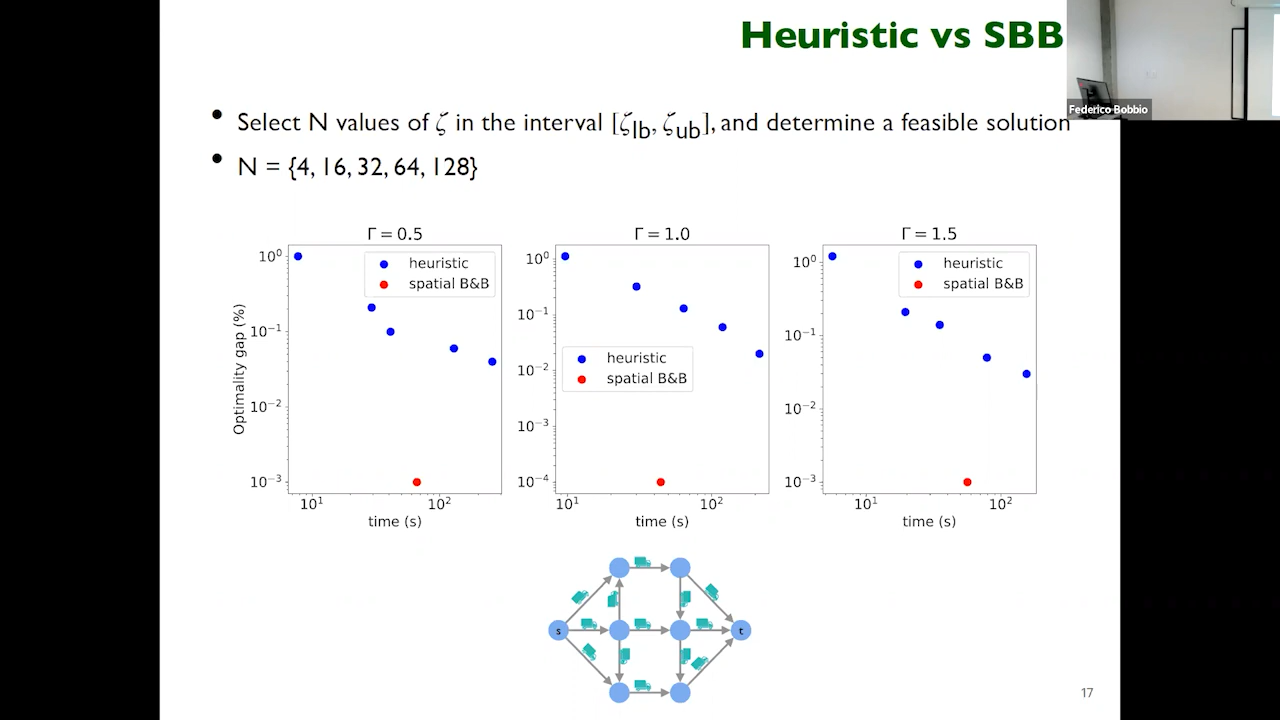 Heuristic vs SBB
Federico Bobbio
• Select N values of ζ in the interval [ζlb, ζub], and determine a feasible solution
• N = {4, 16, 32, 64, 128}
Γ = 0.5
Γ = 1.0
Γ = 1.5
Optimality gap (%)
10⁰
10⁻¹
10⁻²
10⁻³
heuristic
spatial B&B
10¹ 10²
time (s)
10⁰
10⁻¹
10⁻²
10⁻³
10⁻⁴
heuristic
spatial B&B
10¹ 10²
time (s)
10⁰
10⁻¹
10⁻²
10⁻³
heuristic
spatial B&B
10¹ 10²
time (s)
s
t
17